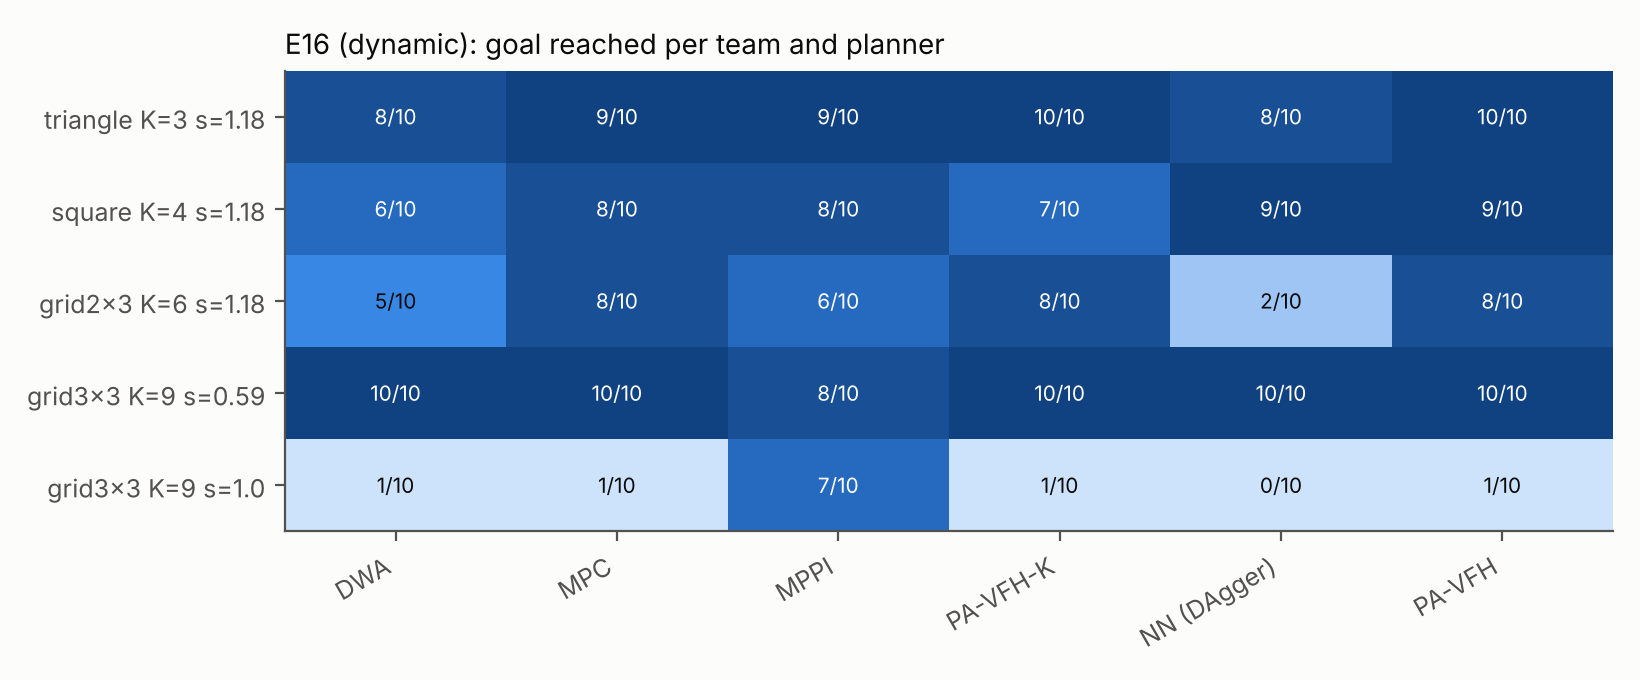 E16 (dynamic): goal reached per team and planner
triangle K=3 s=1.18 8/10 9/10 9/10 10/10 8/10 10/10
square K=4 s=1.18 6/10 8/10 8/10 7/10 9/10 9/10
grid2×3 K=6 s=1.18 5/10 8/10 6/10 8/10 2/10 8/10
grid3×3 K=9 s=0.59 10/10 10/10 8/10 10/10 10/10 10/10
grid3×3 K=9 s=1.0 1/10 1/10 7/10 1/10 0/10 1/10
DWA MPC MPPI PA-VFH-K NN (DAgger) PA-VFH